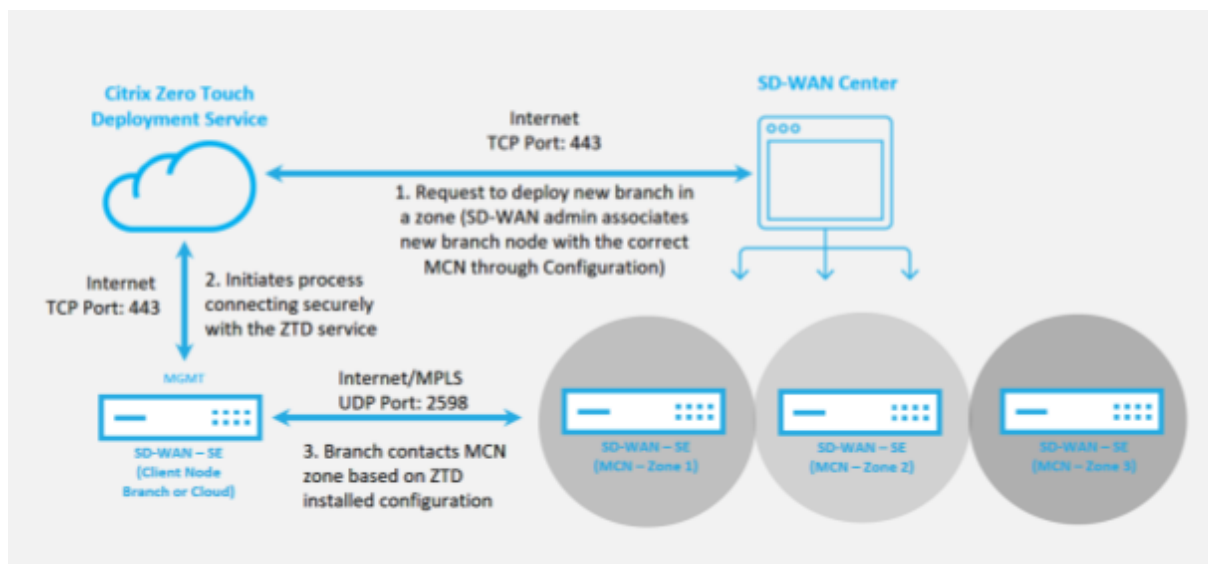 Citrix Zero Touch
Deployment Service
SD-WAN Center
Internet
TCP Port: 443
1. Request to deploy new branch in
a zone (SD-WAN admin associates
new branch node with the correct
MCN through Configuration)
Internet
TCP Port: 443
2. Initiates process
connecting securely
with the ZTD service
MGMT
SD-WAN – SE
(Client Node
Branch or Cloud)
Internet/MPLS
UDP Port: 2598
3. Branch contacts MCN
zone based on ZTD
installed configuration
SD-WAN – SE
(MCN – Zone 1)
SD-WAN – SE
(MCN – Zone 2)
SD-WAN – SE
(MCN – Zone 3)